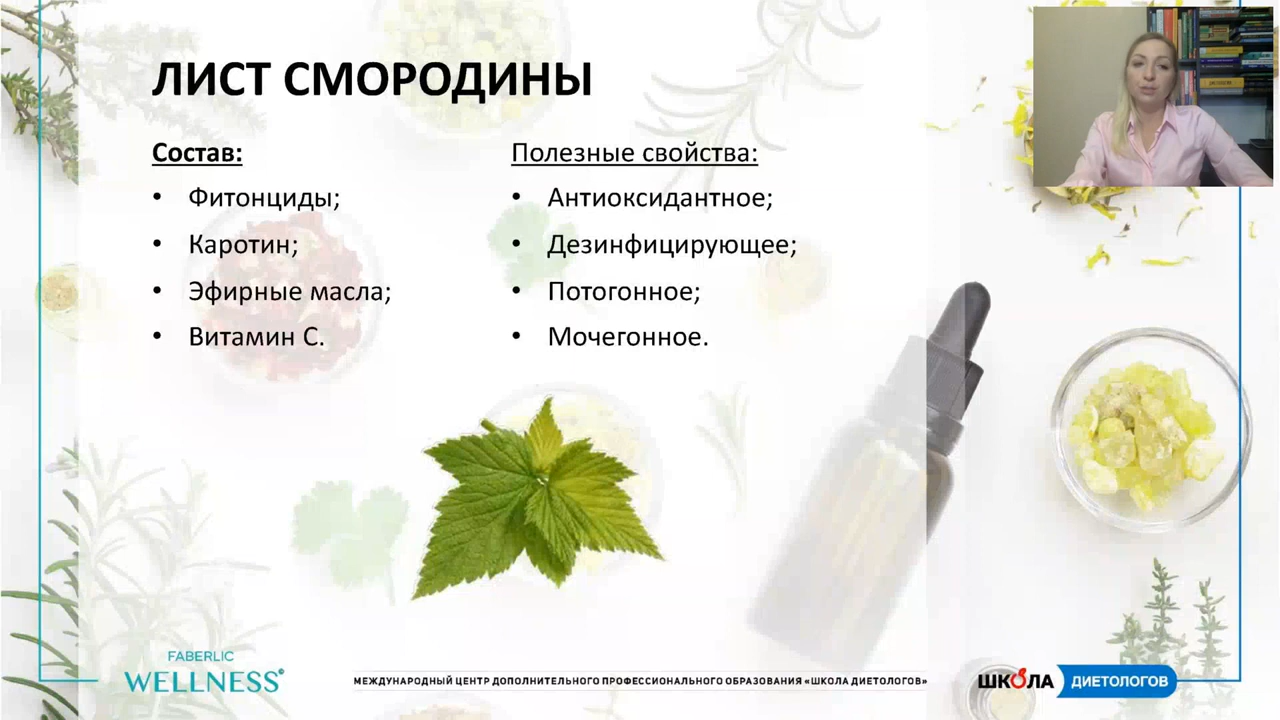 ЛИСТ СМОРОДИНЫ
Состав:
• Фитонциды;
• Каротин;
• Эфирные масла;
• Витамин С.
Полезные свойства:
• Антиоксидантное;
• Дезинфицирующее;
• Потогонное;
• Мочегонное.
FABERLIC
WELLNESS
МЕЖДУНАРОДНЫЙ ЦЕНТР ДОПОЛНИТЕЛЬНОГО ПРОФЕССИОНАЛЬНОГО ОБРАЗОВАНИЯ «ШКОЛА ДИЕТОЛОГОВ»
ШКОЛА ДИЕТОЛОГОВ